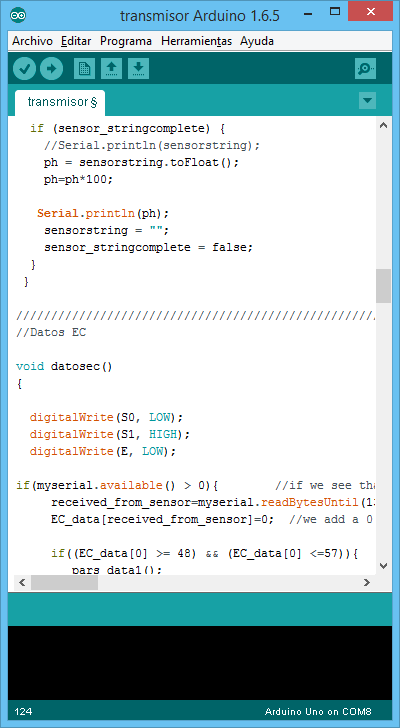 transmisor Arduino 1.6.5
Archivo Editar Programa Herramientas Ayuda
transmisor §
if (sensor_stringcomplete) {
//Serial.println(sensorstring);
ph = sensorstring.toFloat();
ph=ph*100;
Serial.println(ph);
sensorstring = "";
sensor_stringcomplete = false;
}
}
////////////////////////////////////////////////////
//Datos EC
void datosec()
{
digitalWrite(S0, LOW);
digitalWrite(S1, HIGH);
digitalWrite(E, LOW);
if(myserial.available() > 0){ //if we see tha
received_from_sensor=myserial.readBytesUntil(13
EC_data[received_from_sensor]=0; //we add a 0
if((EC_data[0] >= 48) && (EC_data[0] <=57)){
pars_data1();
124
Arduino Uno on COM8